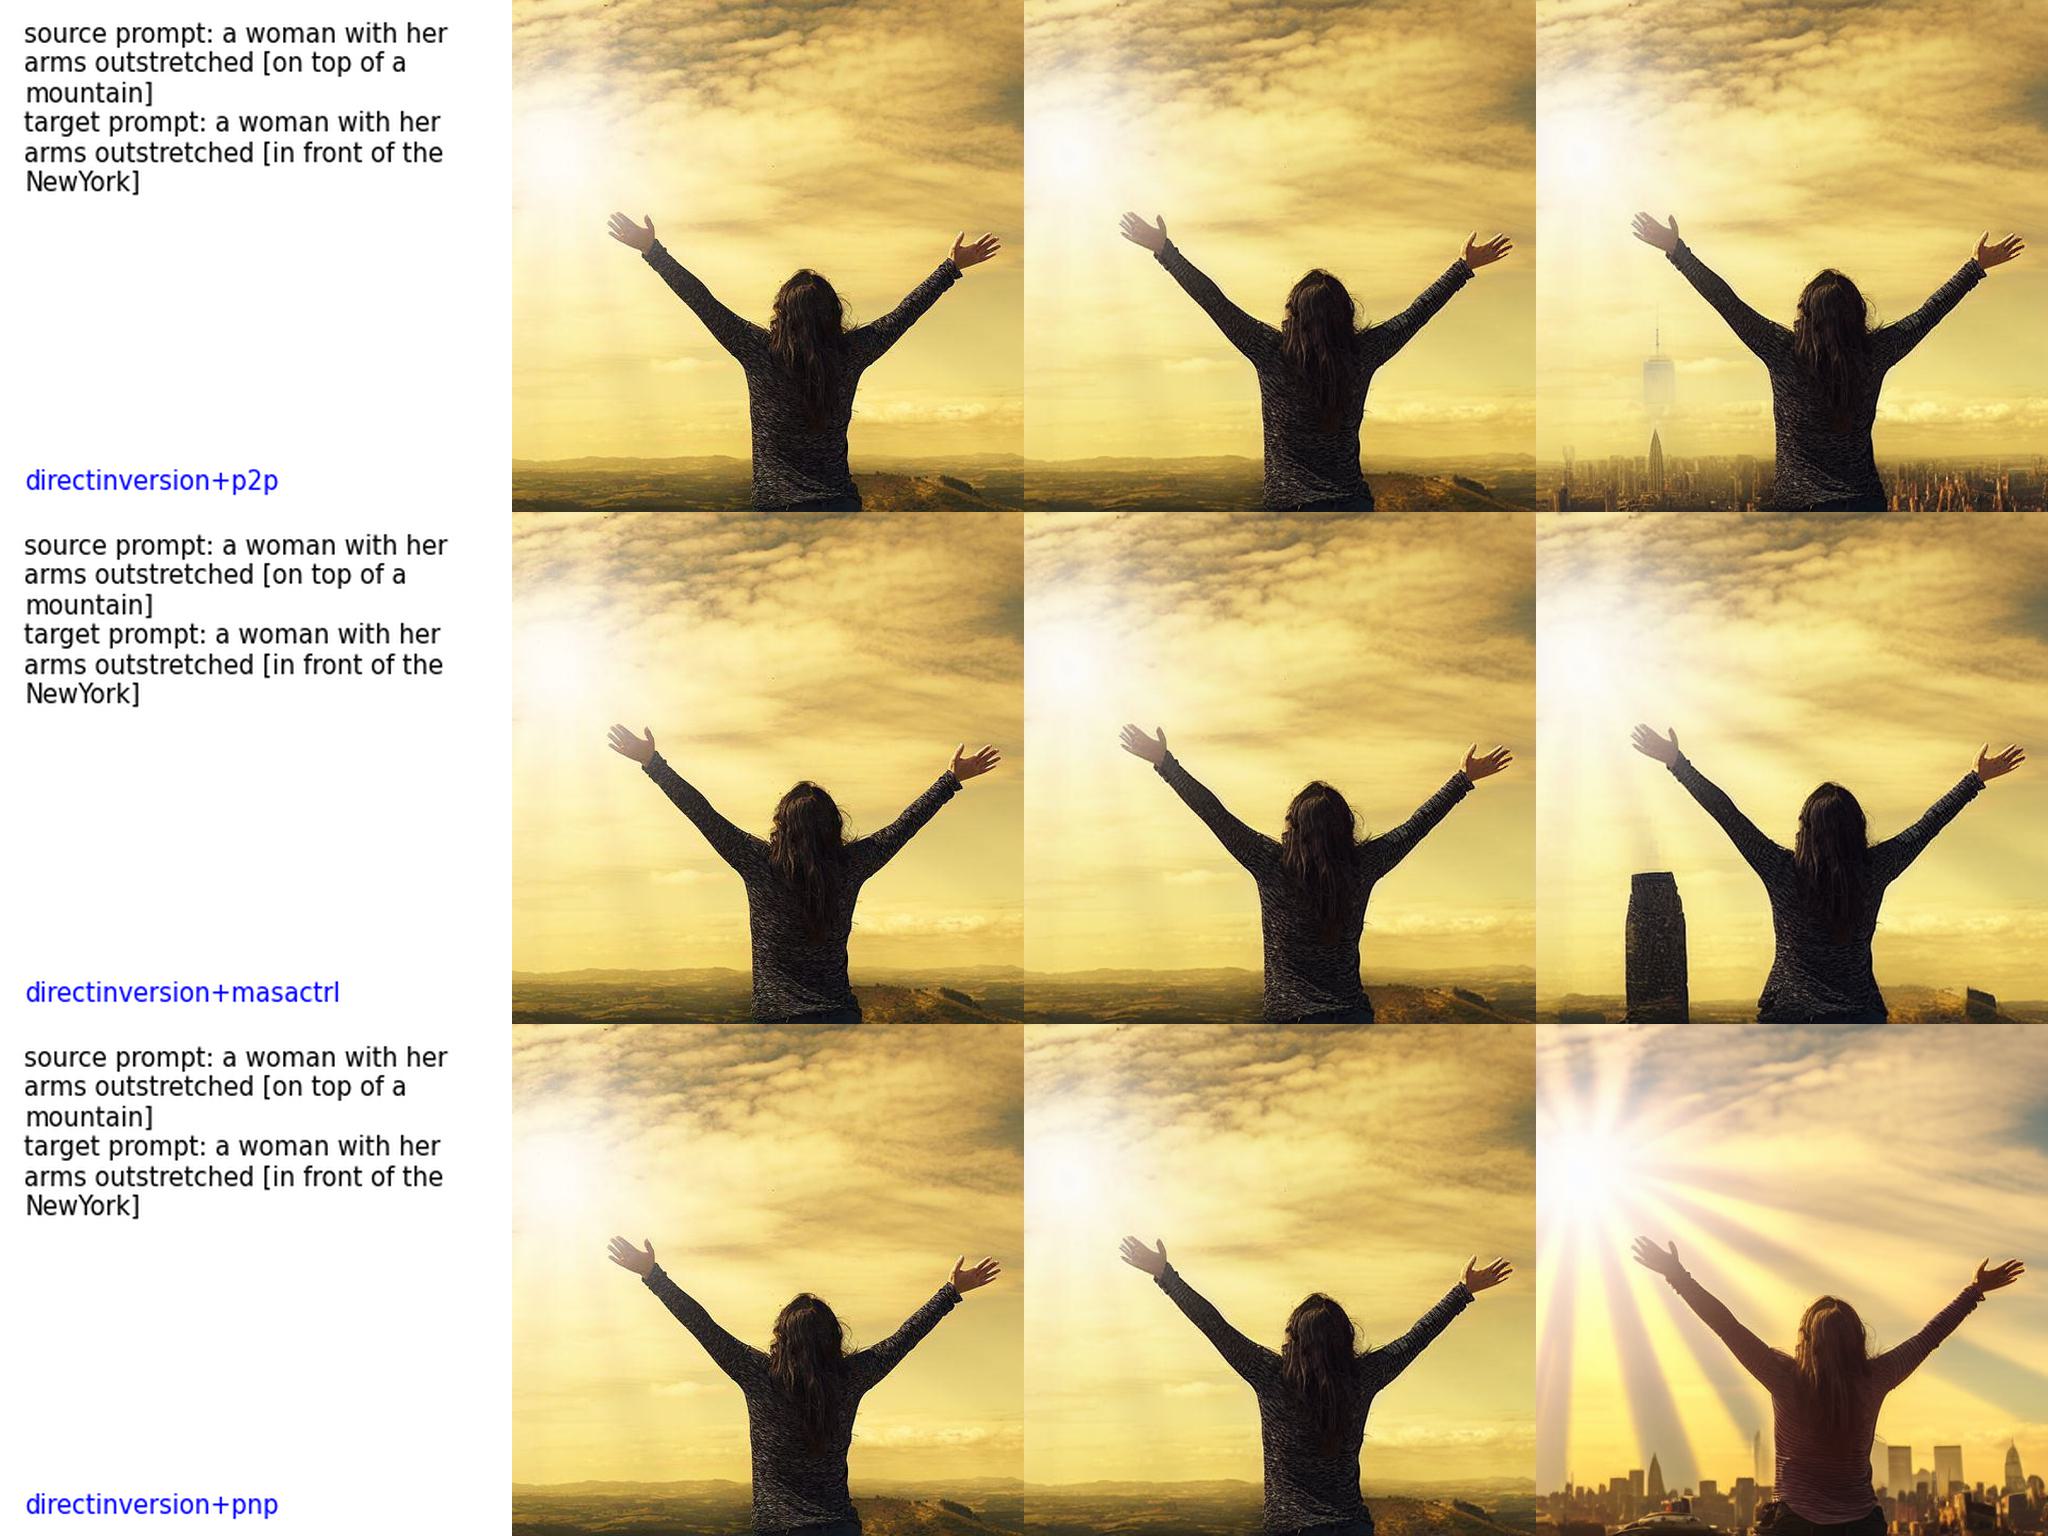 source prompt: a woman with her
arms outstretched [on top of a
mountain]
target prompt: a woman with her
arms outstretched [in front of the
NewYork]
directinversion+p2p
source prompt: a woman with her
arms outstretched [on top of a
mountain]
target prompt: a woman with her
arms outstretched [in front of the
NewYork]
directinversion+masactrl
source prompt: a woman with her
arms outstretched [on top of a
mountain]
target prompt: a woman with her
arms outstretched [in front of the
NewYork]
directinversion+pnp